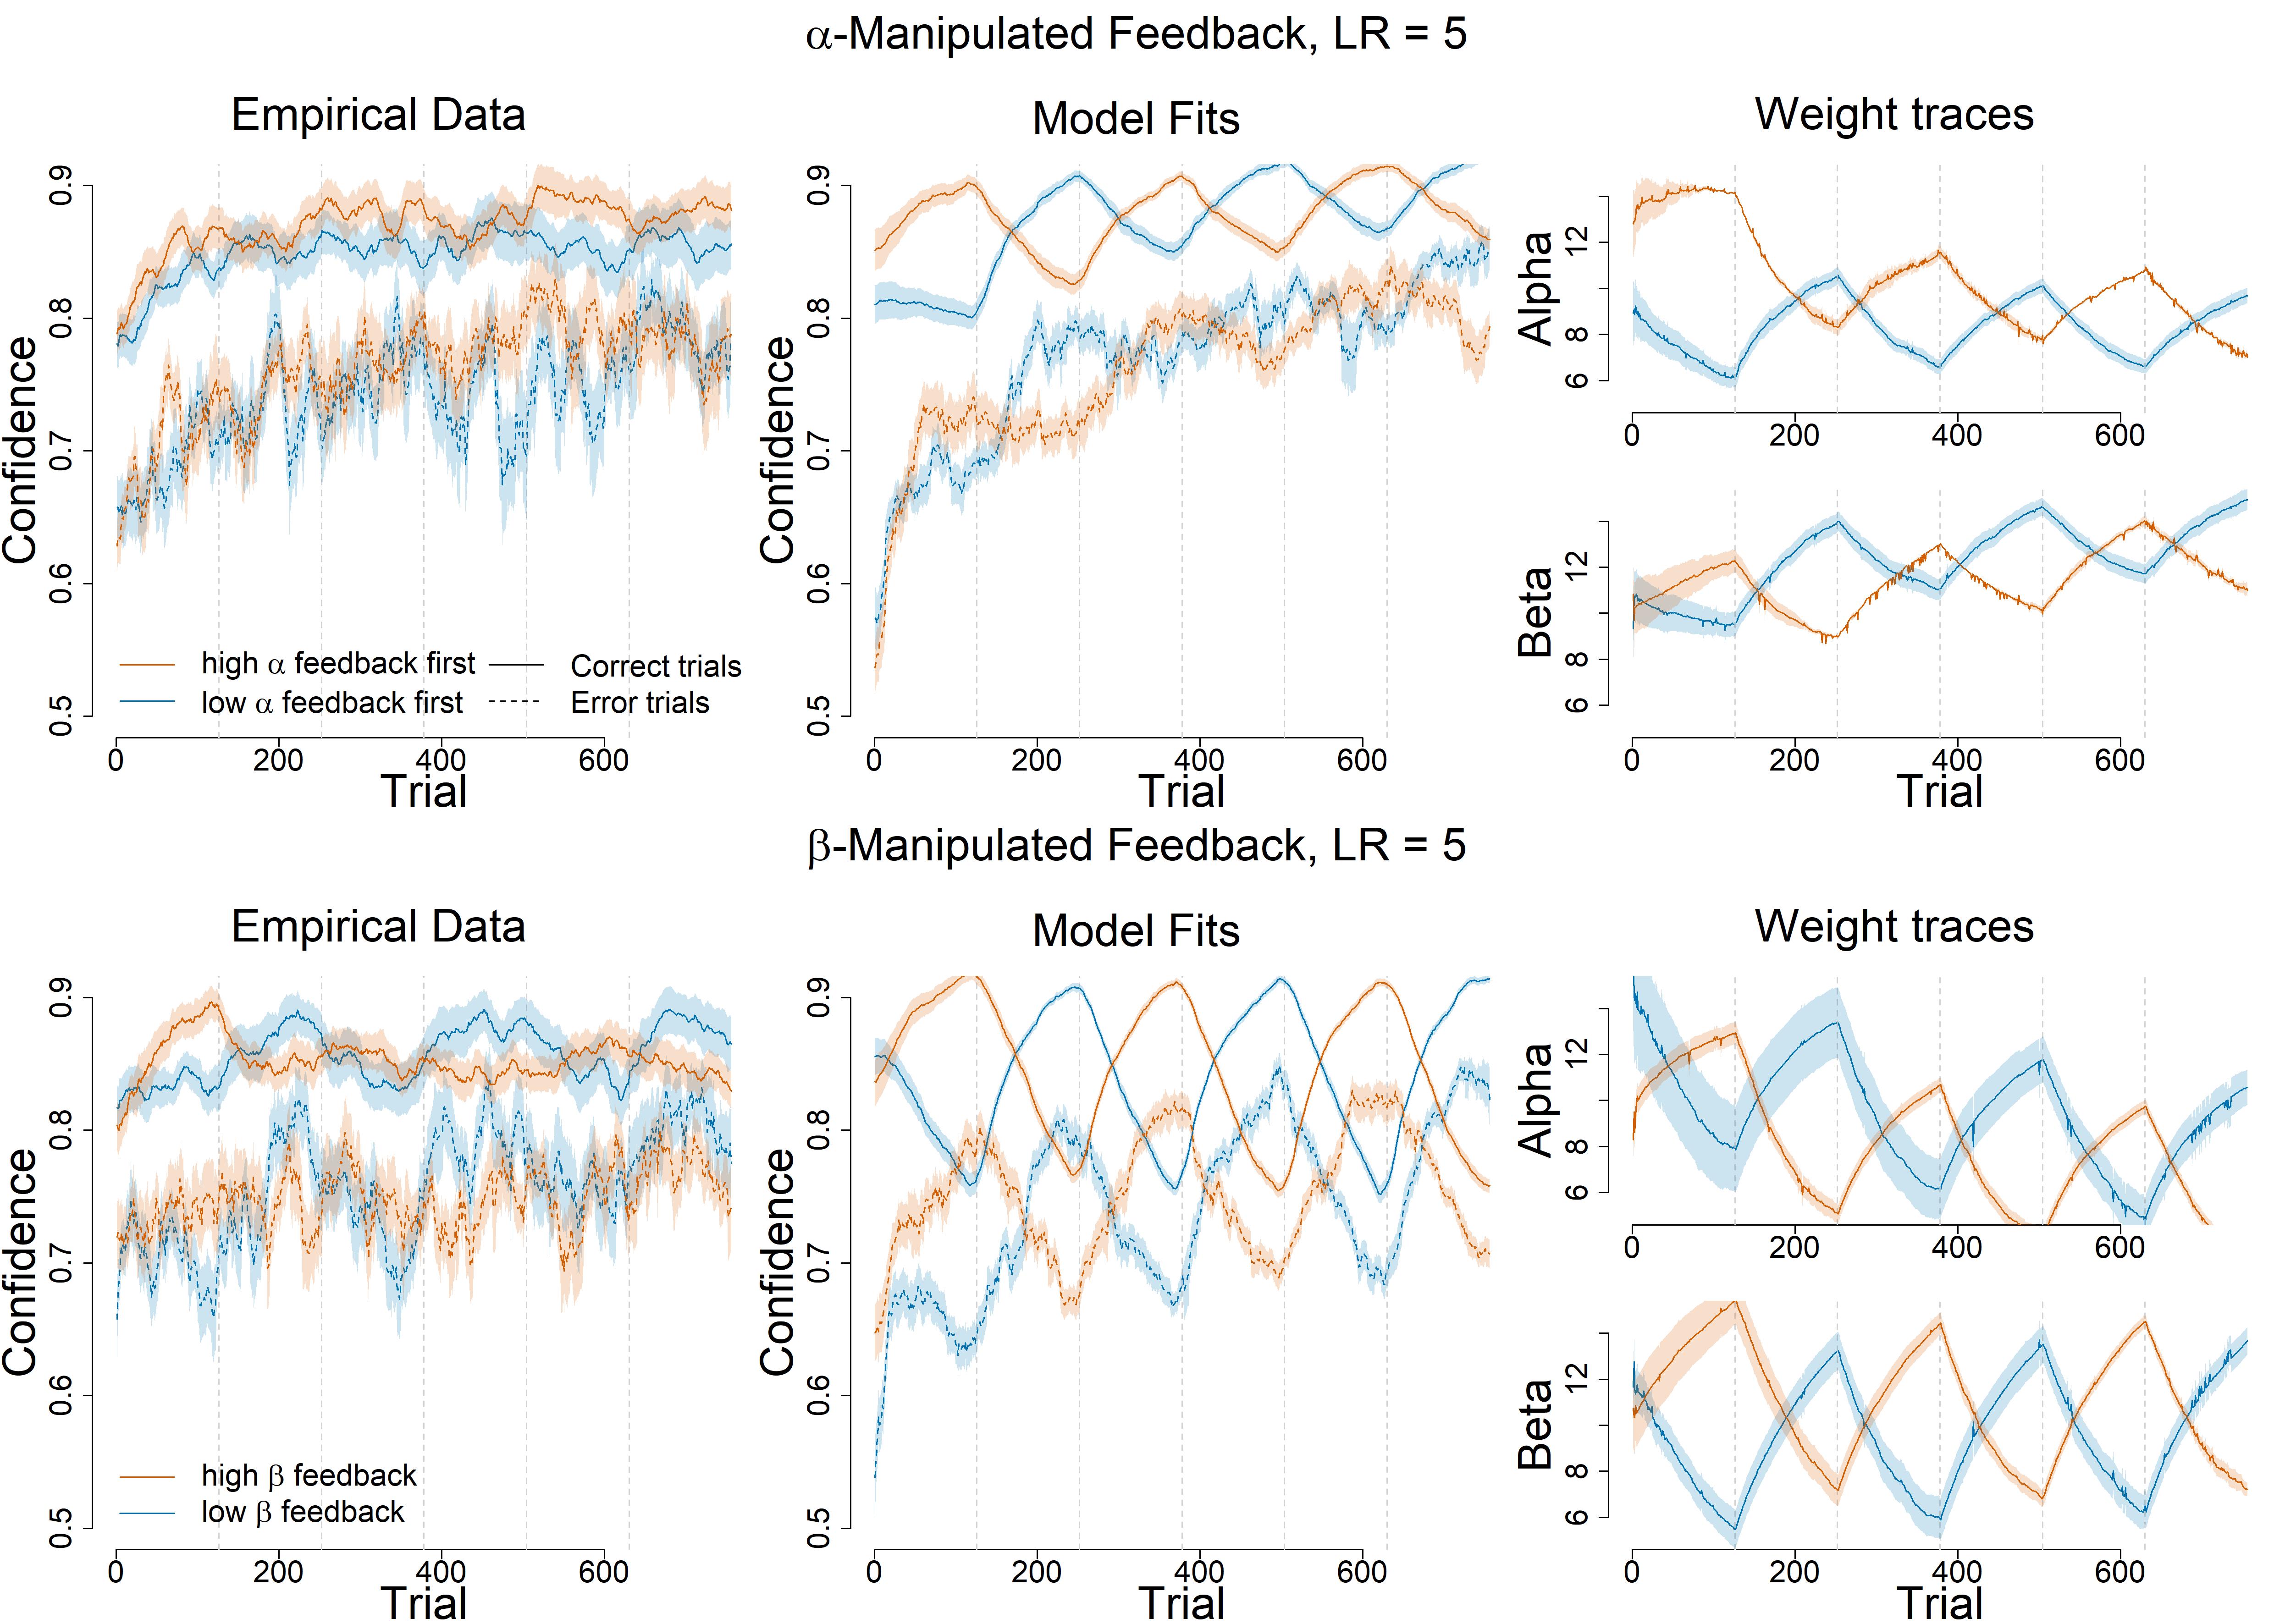 α-Manipulated Feedback, LR = 5
Empirical Data
Model Fits
Weight traces
Confidence
0.9
0.8
0.7
0.6
0.5
high α feedback first
low α feedback first
Correct trials
Error trials
0 200 400 600
Trial
Confidence
0.9
0.8
0.7
0.6
0.5
0 200 400 600
Trial
Alpha
12
8
6
0 200 400 600
Beta
12
8
6
0 200 400 600
Trial
β-Manipulated Feedback, LR = 5
Empirical Data
Model Fits
Weight traces
Confidence
0.9
0.8
0.7
0.6
0.5
high β feedback
low β feedback
0 200 400 600
Trial
Confidence
0.9
0.8
0.7
0.6
0.5
0 200 400 600
Trial
Alpha
12
8
6
0 200 400 600
Beta
12
8
6
0 200 400 600
Trial